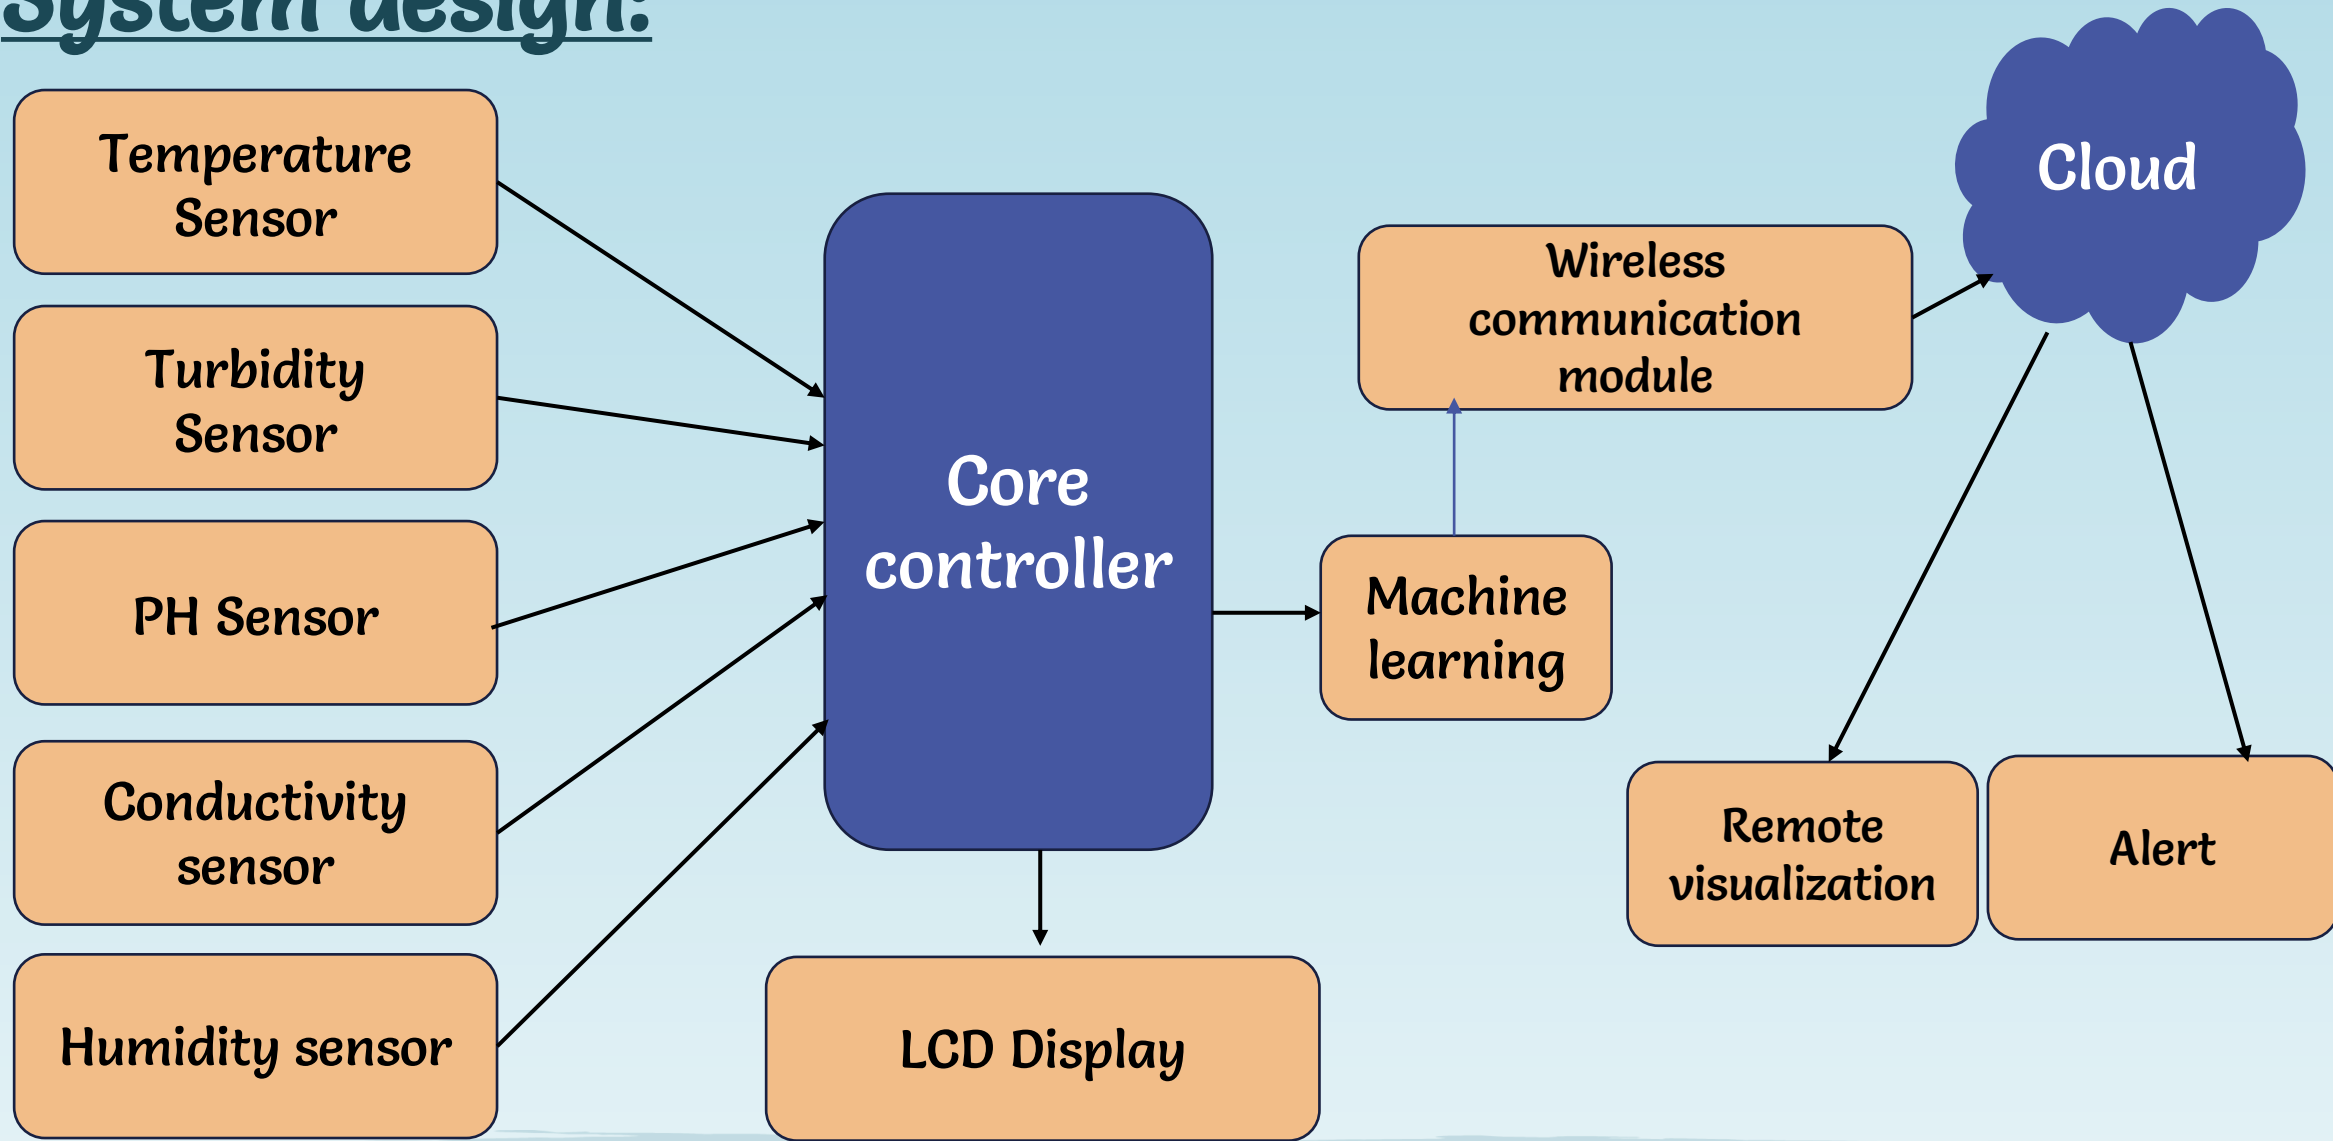 System design:
Temperature
Sensor
Turbidity
Sensor
PH Sensor
Conductivity
sensor
Humidity sensor
Core
controller
LCD Display
Machine
learning
Wireless
communication
module
Cloud
Remote
visualization
Alert